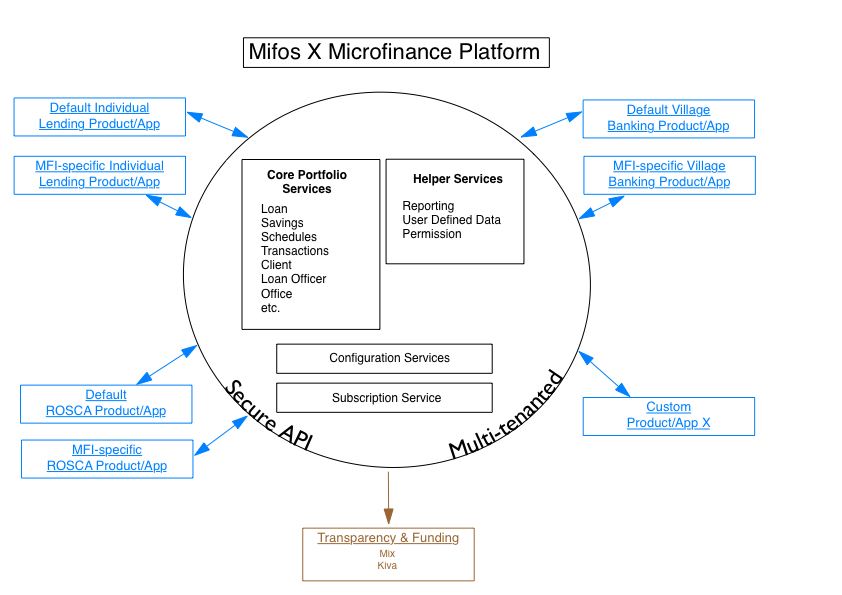 Mifos X Microfinance Platform
Default Individual
Lending Product/App
MFI-specific Individual
Lending Product/App
Default Village
Banking Product/App
MFI-specific Village
Banking Product/App
Core Portfolio
Services
Loan
Savings
Schedules
Transactions
Client
Loan Officer
Office
etc.
Helper Services
Reporting
User Defined Data
Permission
Configuration Services
Subscription Service
Secure API
Multi-tenanted
Default
ROSCA Product/App
MFI-specific
ROSCA Product/App
Custom
Product/App X
Transparency & Funding
Mix
Kiva